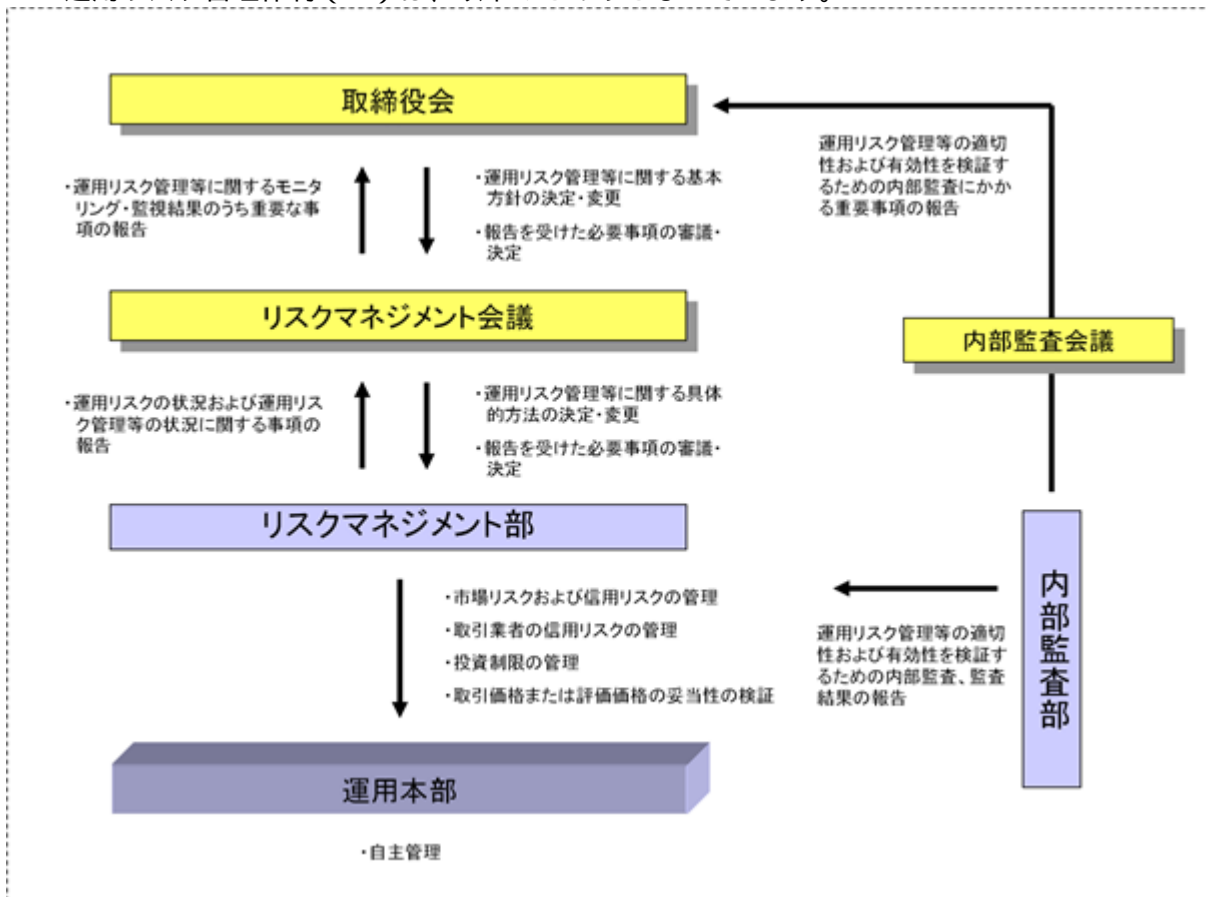 取締役会
・運用リスク管理等に関するモニ
タリング・監視結果のうち重要な事
項の報告
・運用リスク管理等に関する基本
方針の決定・変更
・報告を受けた必要事項の審議・
決定
運用リスク管理等の適切
性および有効性を検証す
るための内部監査にかか
る重要事項の報告
リスクマネジメント会議
内部監査会議
・運用リスクの状況および運用リス
ク管理等の状況に関する事項の
報告
・運用リスク管理等に関する具体
的方法の決定・変更
・報告を受けた必要事項の審議・
決定
リスクマネジメント部
内部監査部
・市場リスクおよび信用リスクの管理
・取引業者の信用リスクの管理
・投資制限の管理
・取引価格または評価価格の妥当性の検証
運用リスク管理等の適切
性および有効性を検証す
るための内部監査、監査
結果の報告
運用本部
・自主管理